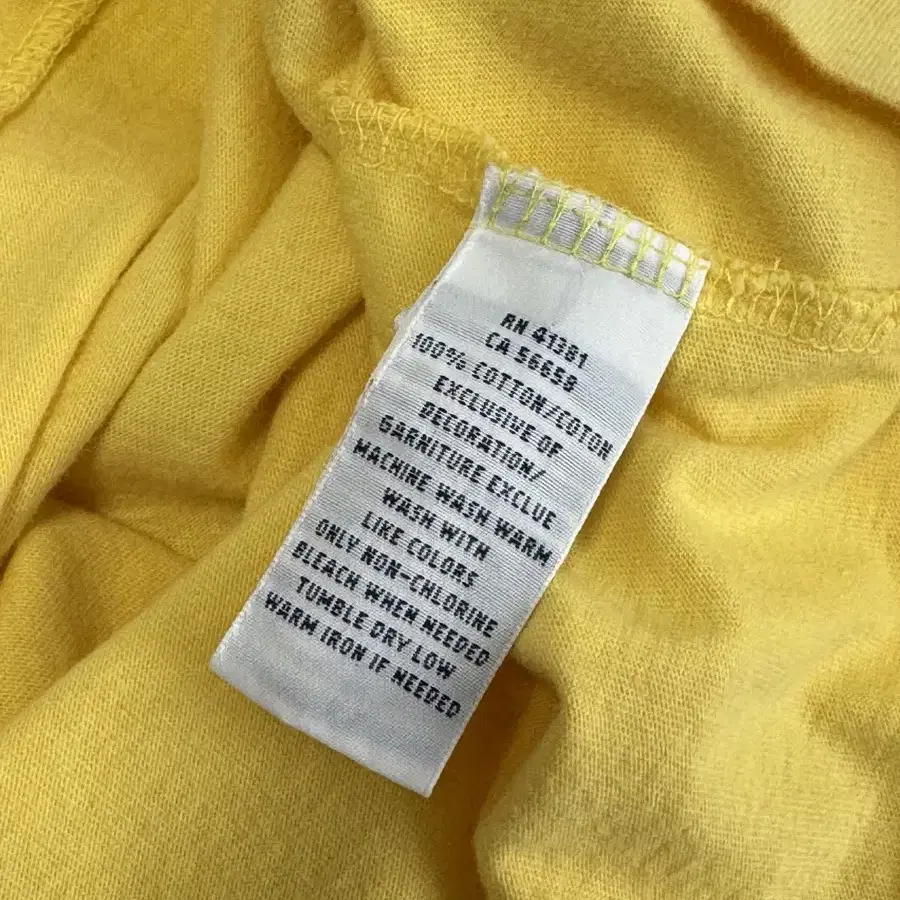 RN 41381
CA 56658
100% COTTON/COTON
EXCLUSIVE OF
DECORATION/
GARNITURE EXCLUE
MACHINE WASH WARM
WASH WITH
LIKE COLORS
ONLY NON-CHLORINE
BLEACH WHEN NEEDED
TUMBLE DRY LOW
WARM IRON IF NEEDED